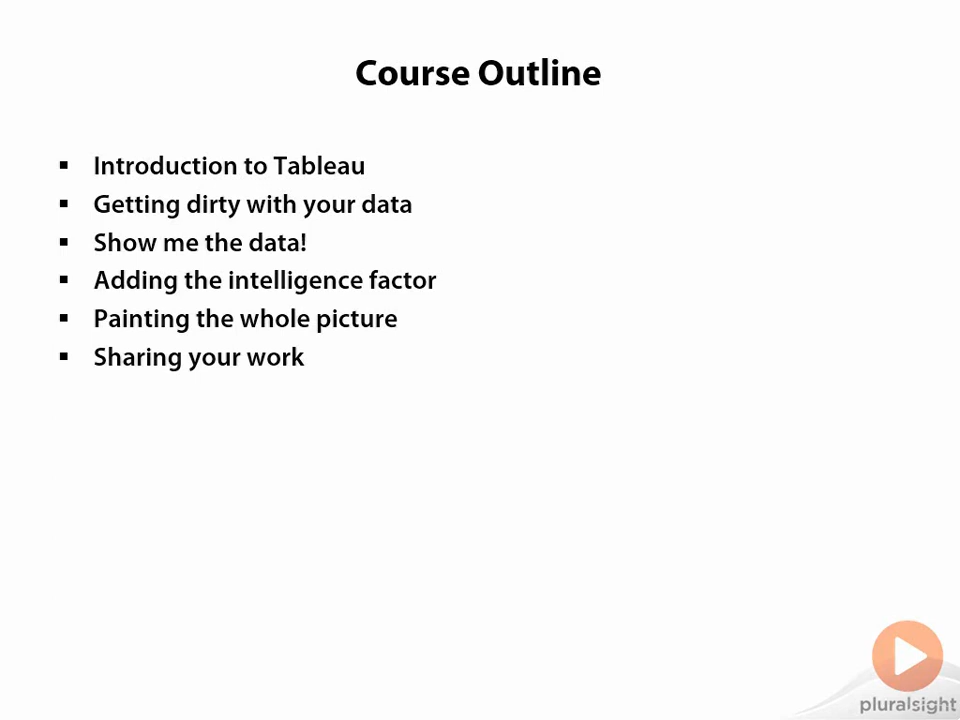 Course Outline
▪ Introduction to Tableau
▪ Getting dirty with your data
▪ Show me the data!
▪ Adding the intelligence factor
▪ Painting the whole picture
▪ Sharing your work
pluralsight